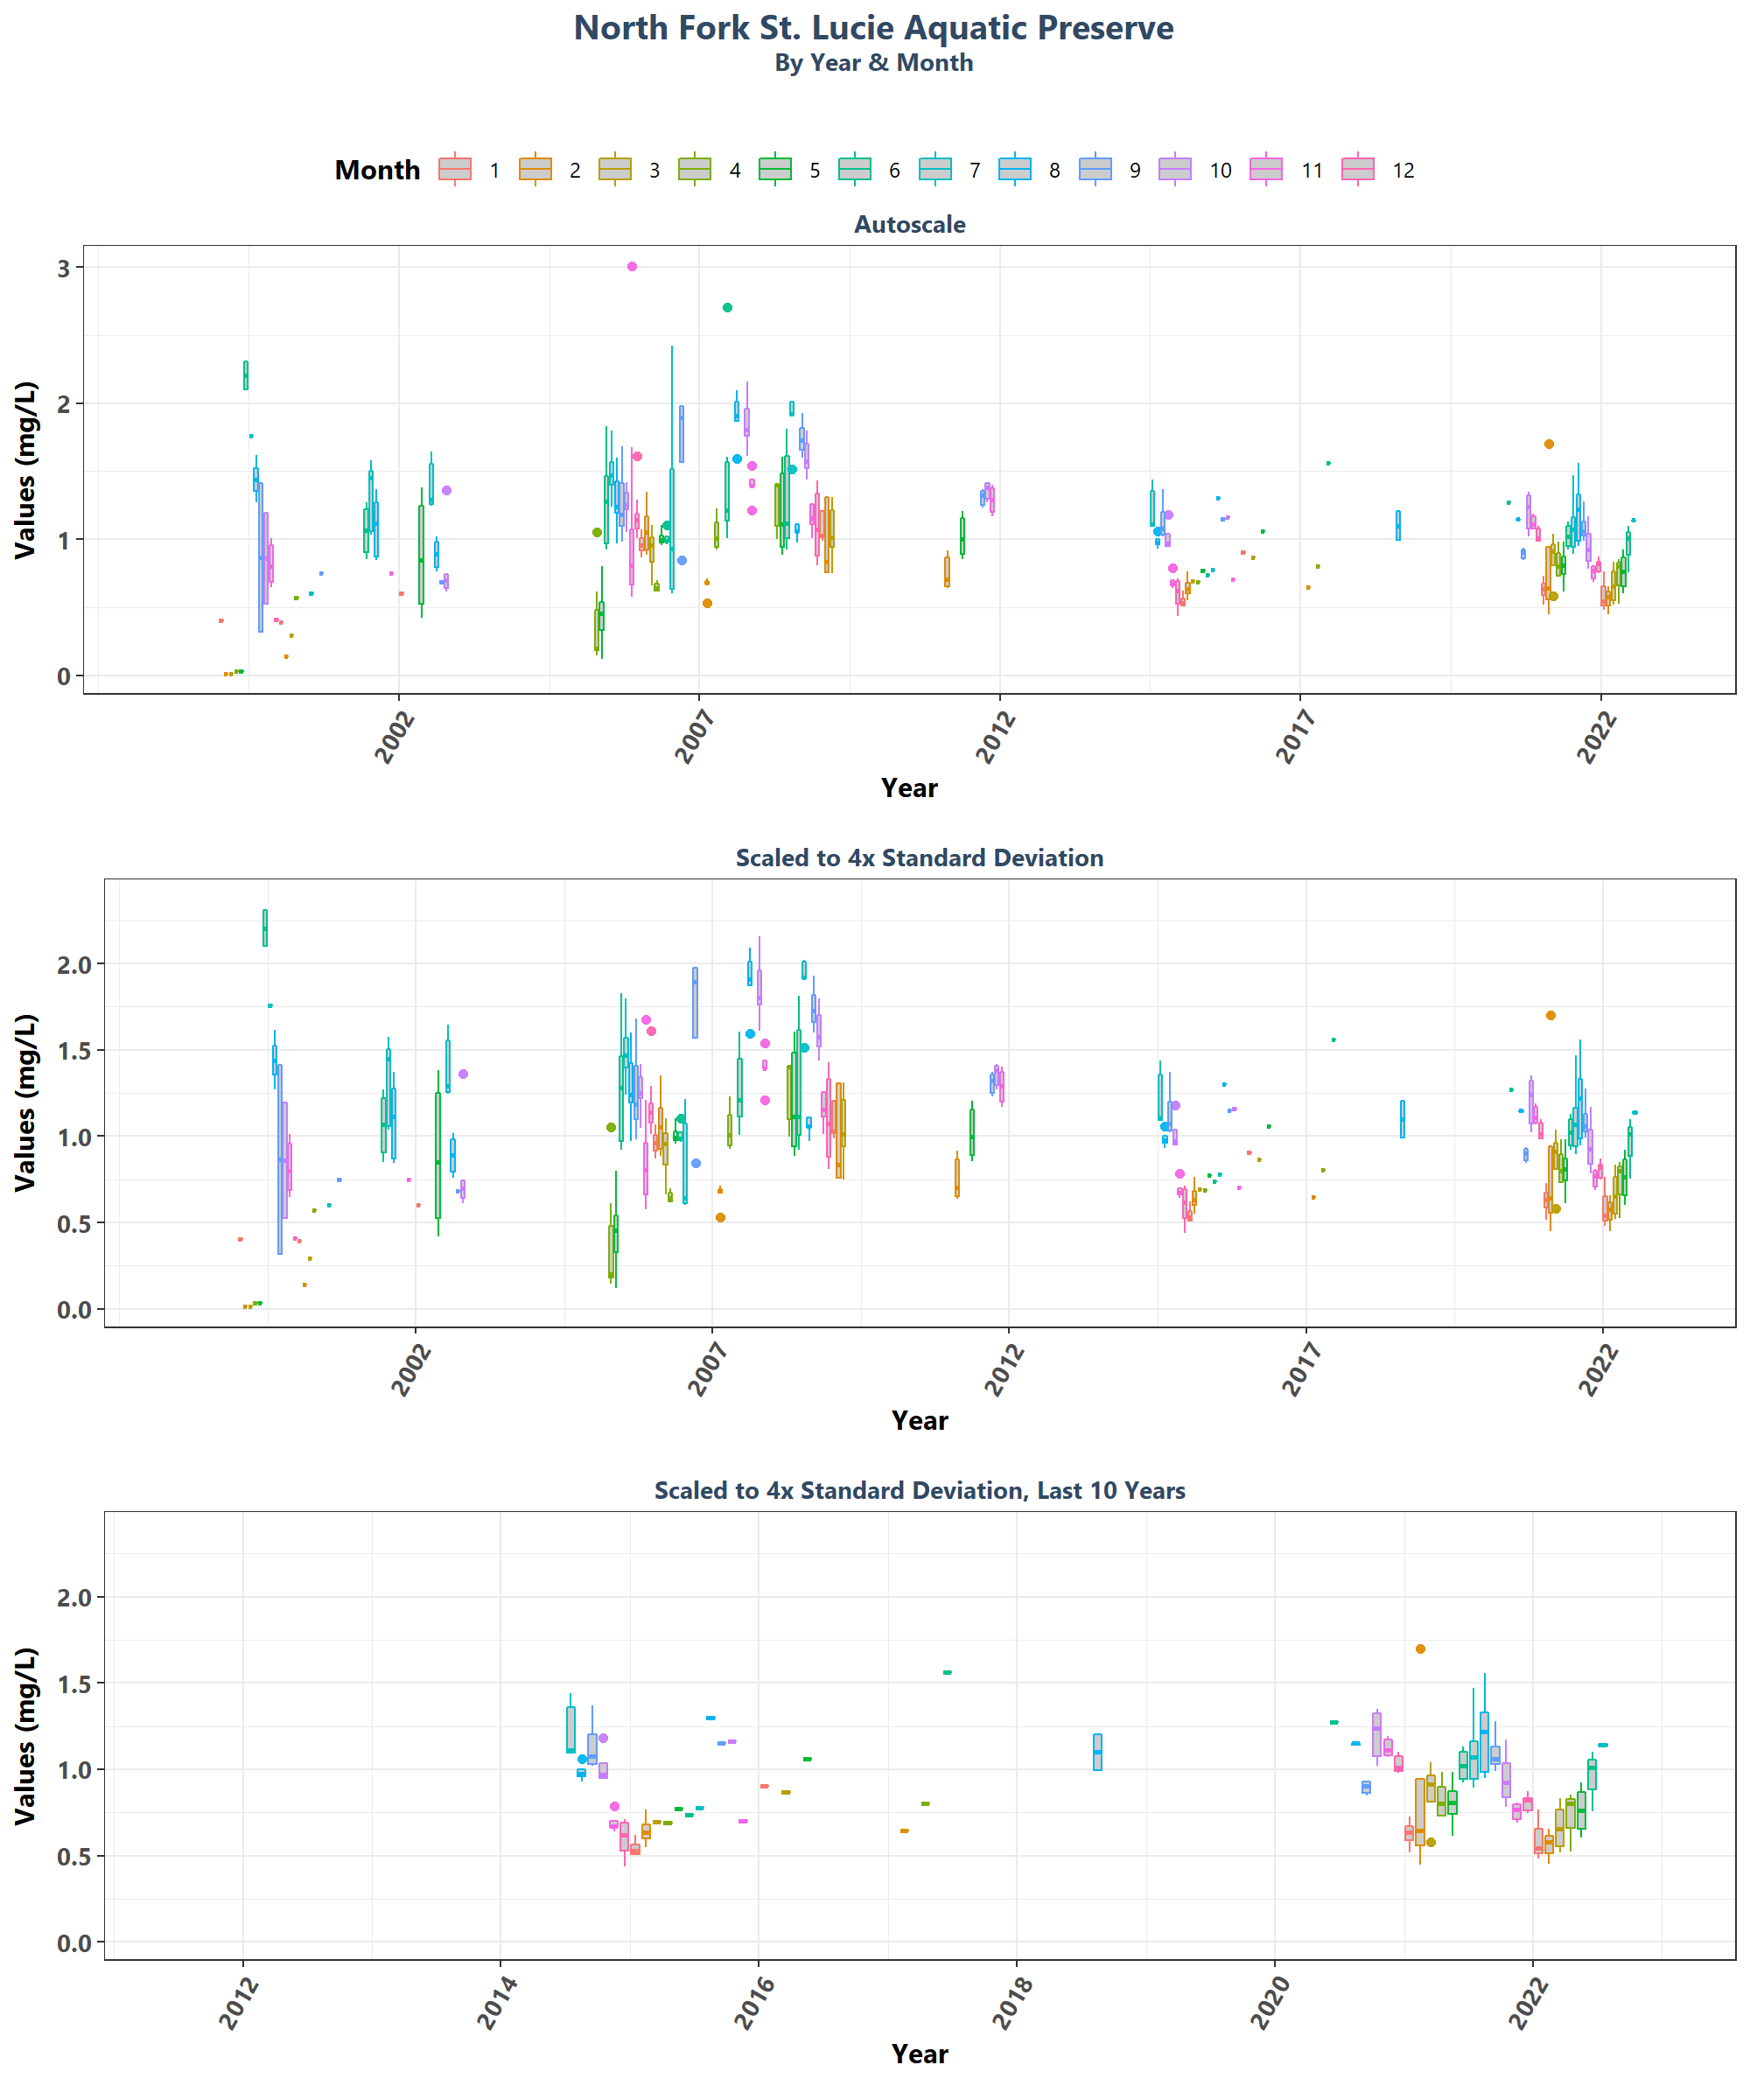 North Fork St. Lucie Aquatic Preserve
By Year & Month
Month 1 2 3 4 5 6 7 8 9 10 11 12
Autoscale
Values (mg/L)
3
2
1
0
2002 2007 2012 2017 2022
Year
Scaled to 4x Standard Deviation
Values (mg/L)
2.0
1.5
1.0
0.5
0.0
2002 2007 2012 2017 2022
Year
Scaled to 4x Standard Deviation, Last 10 Years
Values (mg/L)
2.0
1.5
1.0
0.5
0.0
2012 2014 2016 2018 2020 2022
Year